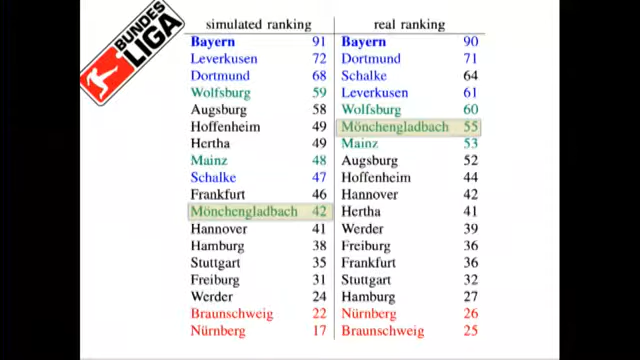 BUNDES
LIGA
simulated ranking real ranking
Bayern 91 Bayern 90
Leverkusen 72 Dortmund 71
Dortmund 68 Schalke 64
Wolfsburg 59 Leverkusen 61
Augsburg 58 Wolfsburg 60
Hoffenheim 49 Mönchengladbach 55
Hertha 49 Mainz 53
Mainz 48 Augsburg 52
Schalke 47 Hoffenheim 44
Frankfurt 46 Hannover 42
Mönchengladbach 42 Hertha 41
Hannover 41 Werder 39
Hamburg 38 Freiburg 36
Stuttgart 35 Frankfurt 36
Freiburg 31 Stuttgart 32
Werder 24 Hamburg 27
Braunschweig 22 Nürnberg 26
Nürnberg 17 Braunschweig 25